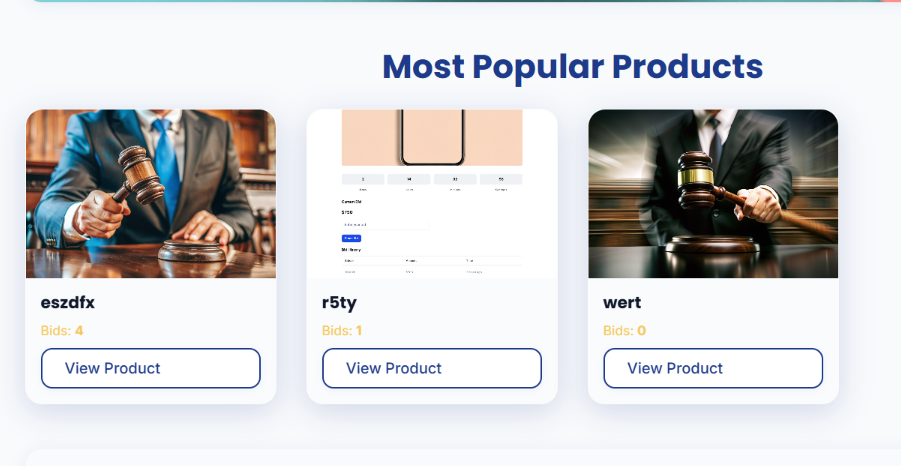 Most Popular Products
eszdfx
Bids: 4
View Product
r5ty
Bids: 1
View Product
wert
Bids: 0
View Product